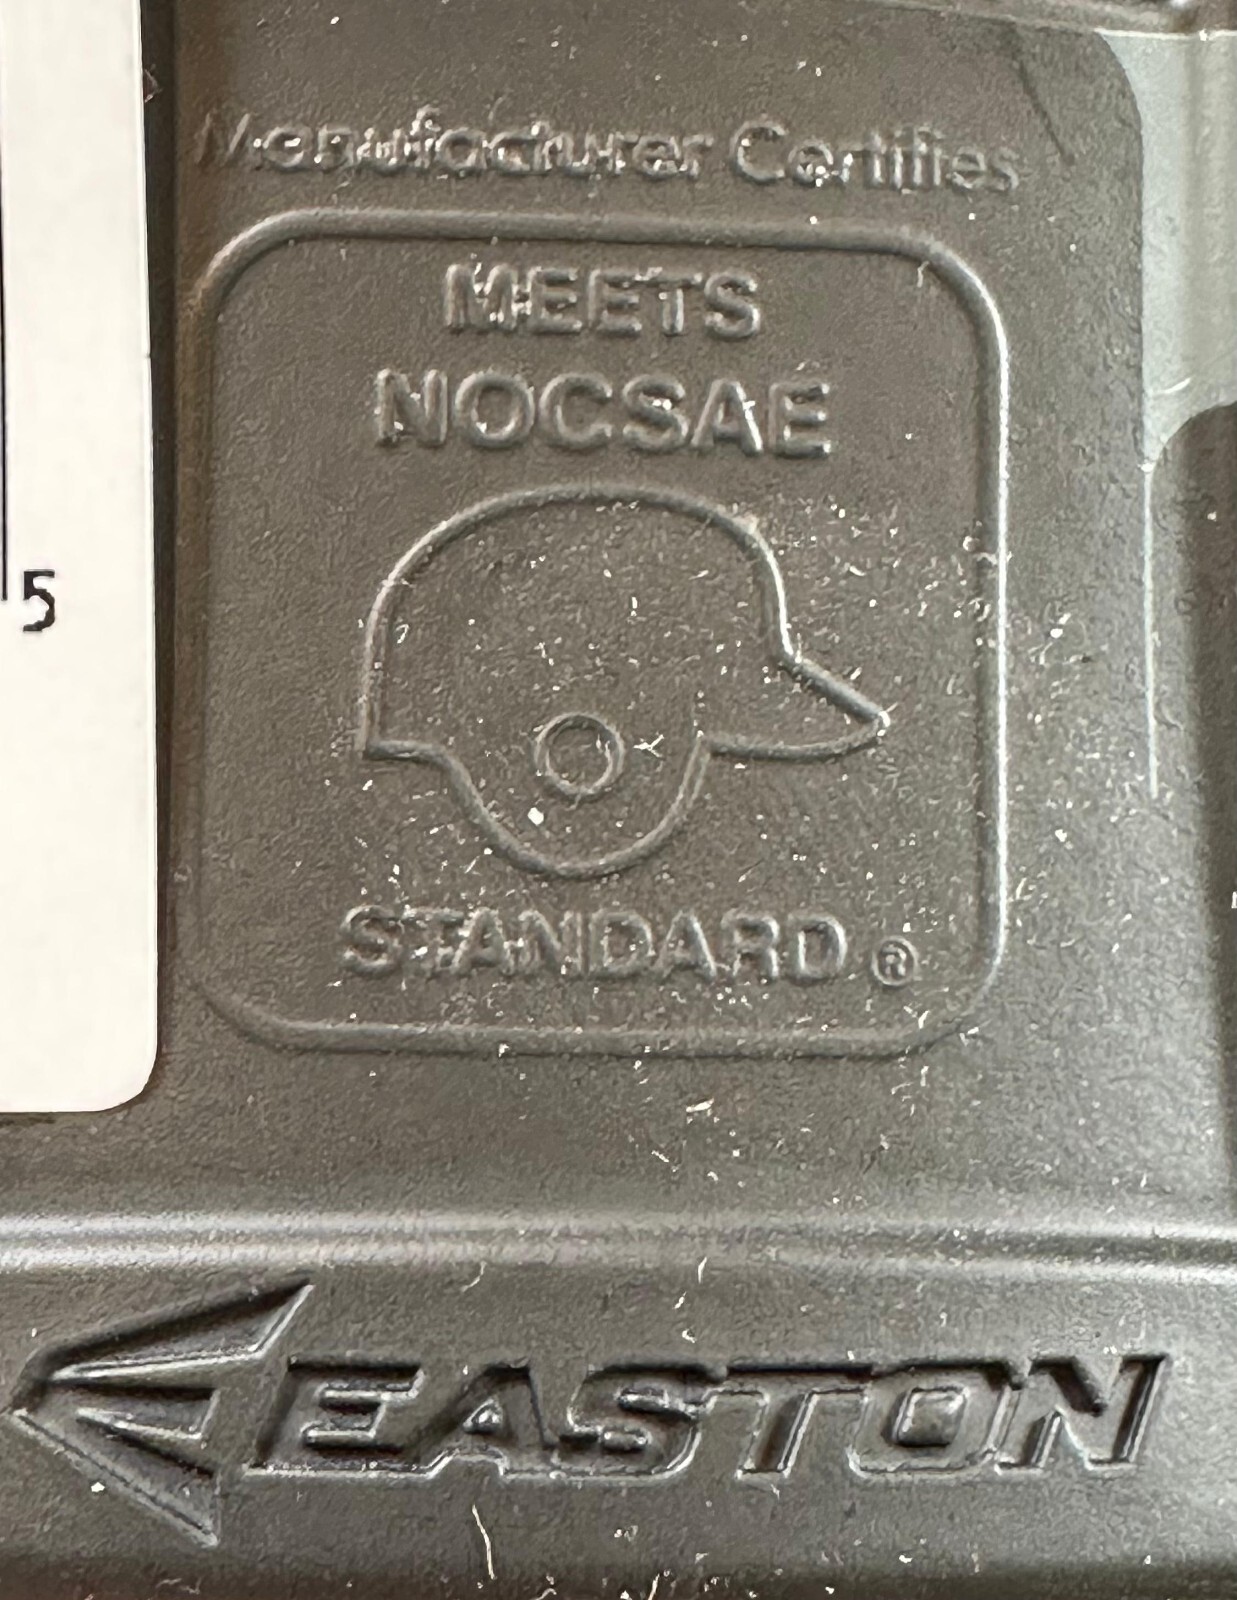 Manufacturer Certifies
MEETS
NOCSAE
STANDARD ®
5
EASTON